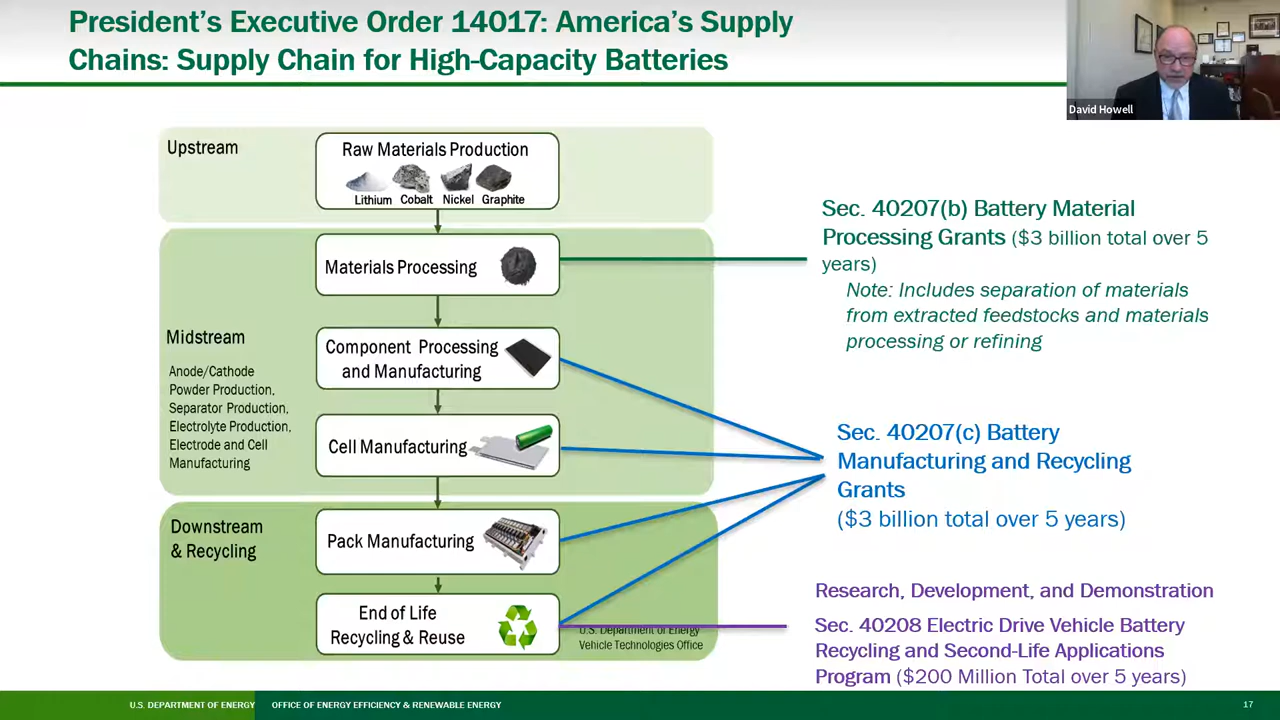 President's Executive Order 14017: America's Supply
Chains: Supply Chain for High-Capacity Batteries
David Howell
Upstream
Raw Materials Production
Lithium Cobalt Nickel Graphite
Materials Processing
Midstream
Anode/Cathode
Powder Production,
Separator Production,
Electrolyte Production,
Electrode and Cell
Manufacturing
Component Processing
and Manufacturing
Cell Manufacturing
Downstream
& Recycling
Pack Manufacturing
End of Life
Recycling & Reuse
U.S. Department of Energy
Vehicle Technologies Office
Sec. 40207(b) Battery Material
Processing Grants ($3 billion total over 5
years)
Note: Includes separation of materials
from extracted feedstocks and materials
processing or refining
Sec. 40207(c) Battery
Manufacturing and Recycling
Grants
($3 billion total over 5 years)
Research, Development, and Demonstration
Sec. 40208 Electric Drive Vehicle Battery
Recycling and Second-Life Applications
Program ($200 Million Total over 5 years)
U.S. DEPARTMENT OF ENERGY OFFICE OF ENERGY EFFICIENCY & RENEWABLE ENERGY 17